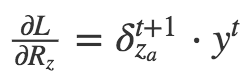 ∂L/∂R_z = δ_{z_a}^{t+1} · y^t